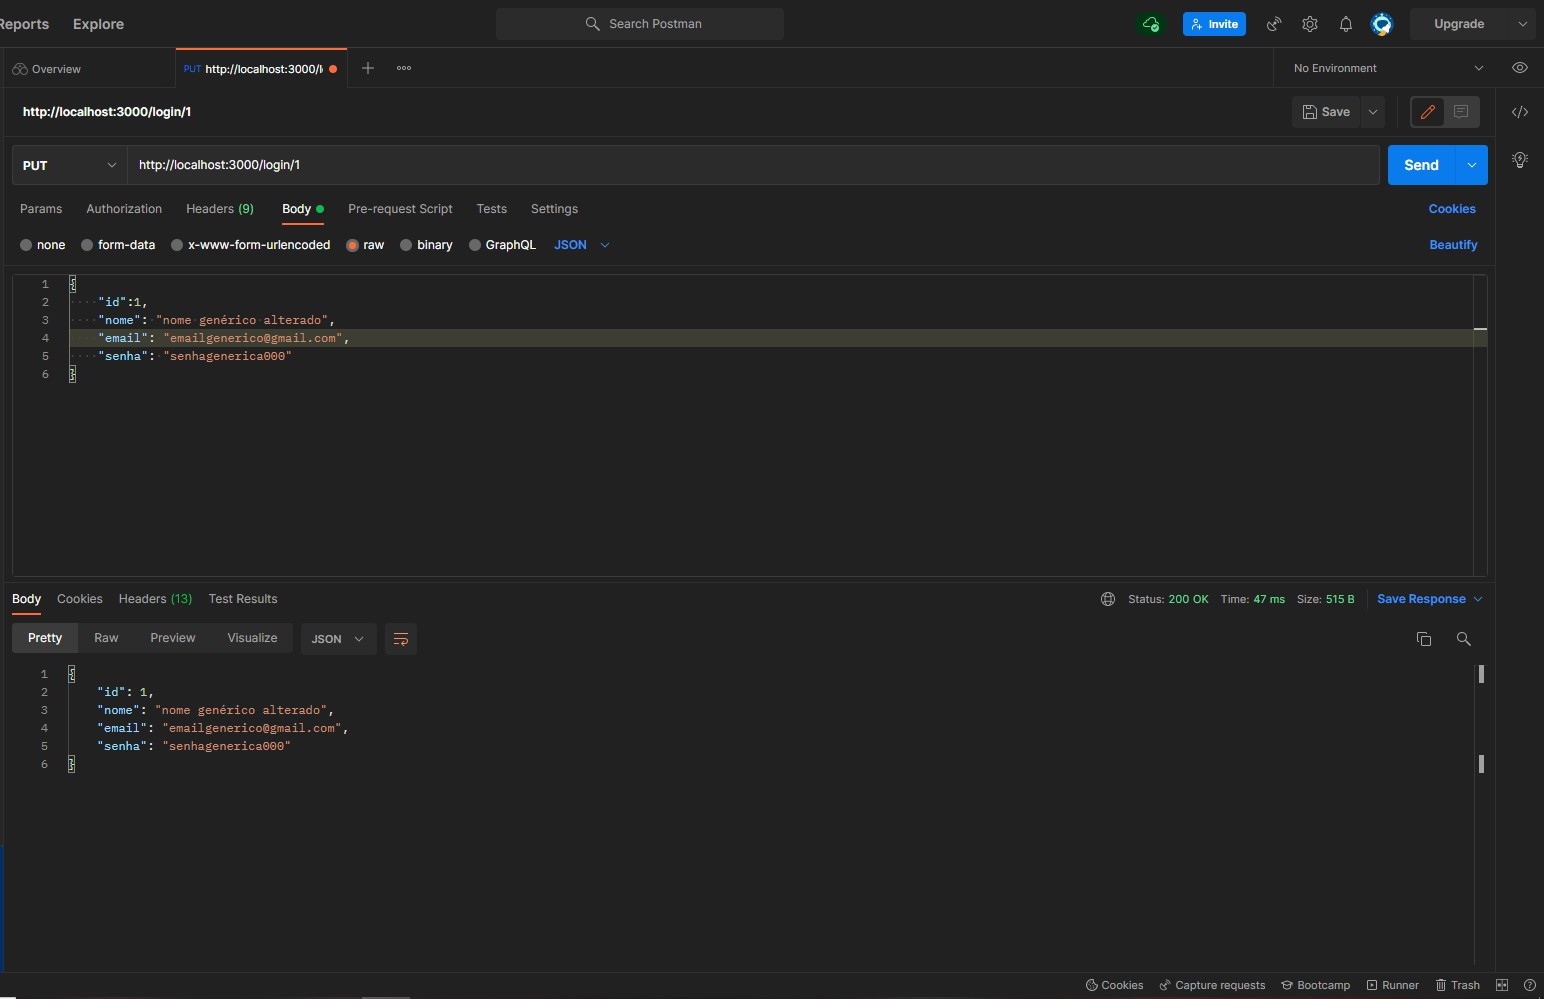 Reports Explore Search Postman Invite Upgrade
Overview PUT http://localhost:3000/l No Environment
http://localhost:3000/login/1 Save
PUT http://localhost:3000/login/1 Send
Params Authorization Headers (9) Body Pre-request Script Tests Settings Cookies
none form-data x-www-form-urlencoded raw binary GraphQL JSON Beautify
1 {
2 "id":1,
3 "nome": "nome genérico alterado",
4 "email": "emailgenerico@gmail.com",
5 "senha": "senhagenerica000"
6 }
Body Cookies Headers (13) Test Results Status: 200 OK Time: 47 ms Size: 515 B Save Response
Pretty Raw Preview Visualize JSON
1 {
2 "id": 1,
3 "nome": "nome genérico alterado",
4 "email": "emailgenerico@gmail.com",
5 "senha": "senhagenerica000"
6 }
Cookies Capture requests Bootcamp Runner Trash